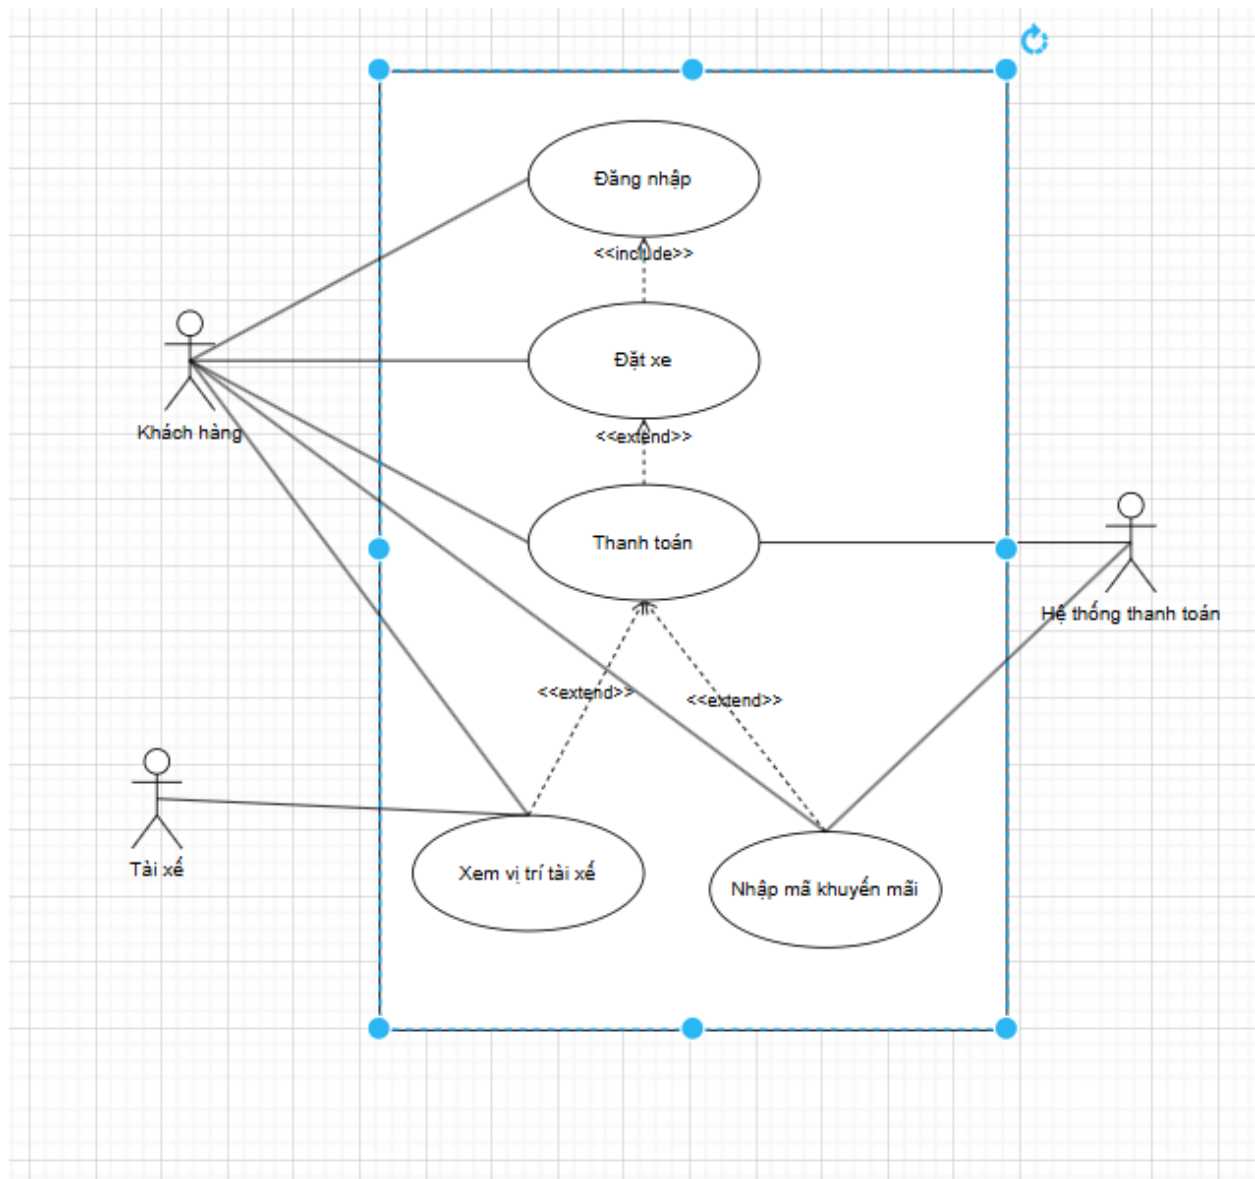 Đăng nhập
<<include>>
Đặt xe
Khách hàng
<<extend>>
Thanh toán
Hệ thống thanh toán
<<extend>>
<<extend>>
Tài xế
Xem vị trí tài xế
Nhập mã khuyến mãi